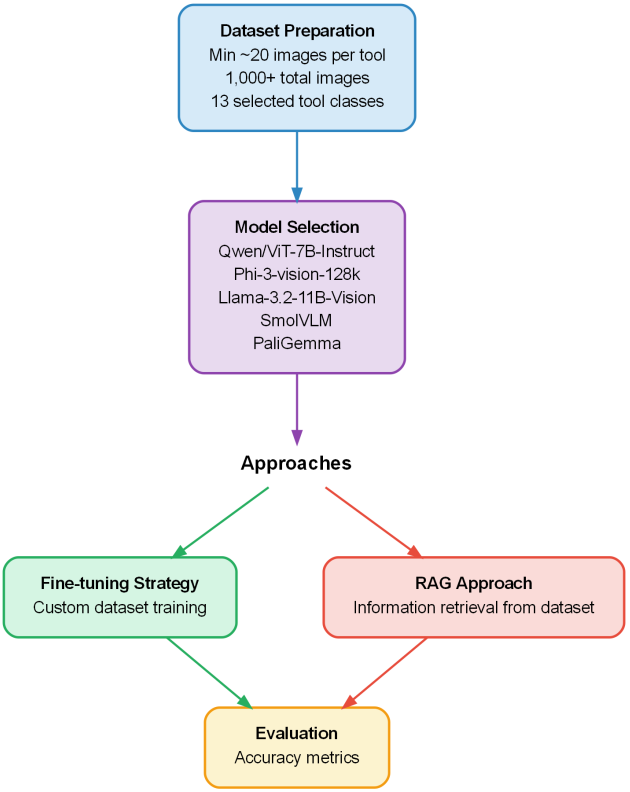 Dataset Preparation
Min ~20 images per tool
1,000+ total images
13 selected tool classes
Model Selection
Qwen/ViT-7B-Instruct
Phi-3-vision-128k
Llama-3.2-11B-Vision
SmolVLM
PaliGemma
Approaches
Fine-tuning Strategy
Custom dataset training
RAG Approach
Information retrieval from dataset
Evaluation
Accuracy metrics